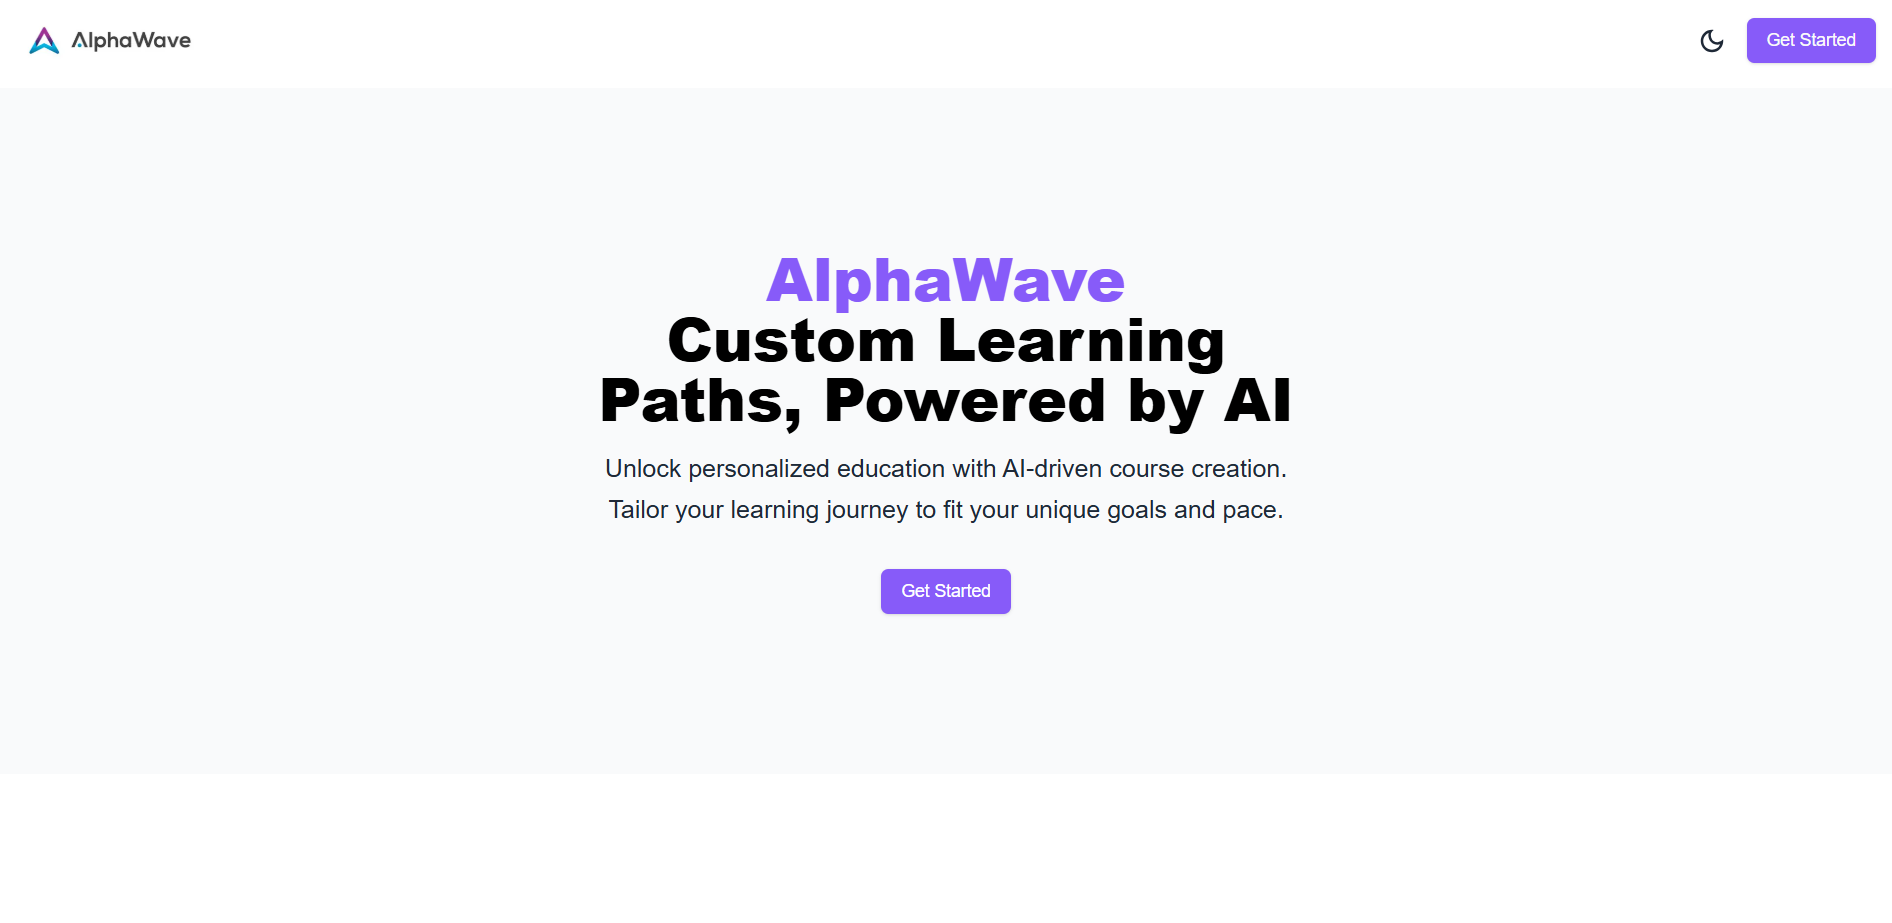 AlphaWave
Get Started
AlphaWave
Custom Learning
Paths, Powered by AI
Unlock personalized education with AI-driven course creation.
Tailor your learning journey to fit your unique goals and pace.
Get Started